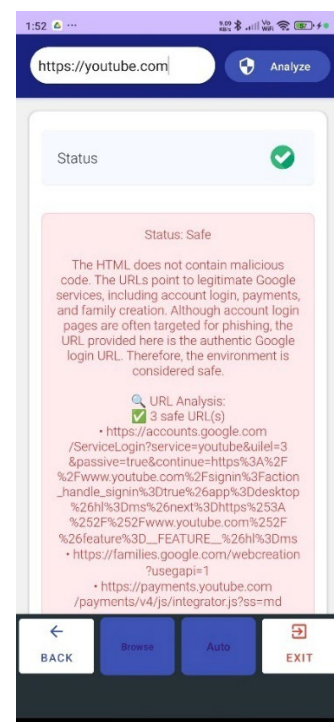 1:52
9.00 KB/s Vo WiFi
https://youtube.com
Analyze
Status
Status: Safe
The HTML does not contain malicious
code. The URLs point to legitimate Google
services, including account login, payments,
and family creation. Although account login
pages are often targeted for phishing, the
URL provided here is the authentic Google
login URL. Therefore, the environment is
considered safe.
URL Analysis:
3 safe URL(s)
• https://accounts.google.com
/ServiceLogin?service=youtube&uilel=3
&passive=true&continue=https%3A%2F
%2Fwww.youtube.com%2Fsignin%3Faction
_handle_signin%3Dtrue%26app%3Ddesktop
%26hl%3Dms%26next%3Dhttps%253A
%252F%252Fwww.youtube.com%252F
%26feature%3D__FEATURE__%26hl%3Dms
• https://families.google.com/webcreation
?usegapi=1
• https://payments.youtube.com
/payments/v4/js/integrator.js?ss=md
BACK
Browse
Auto
EXIT